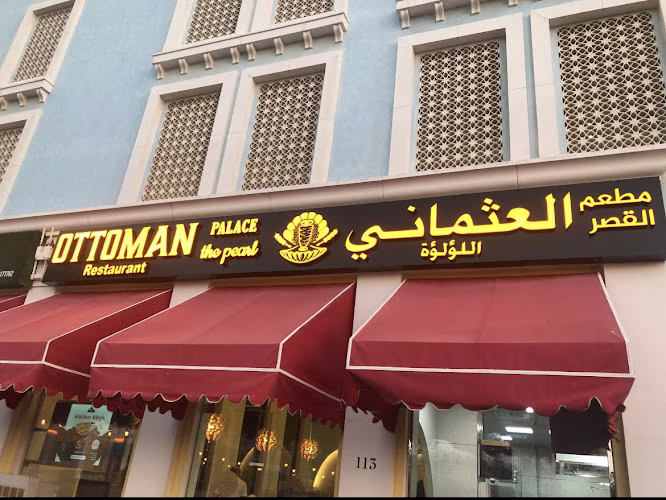 OTTOMAN PALACE
the pearl
Restaurant
مطعم القصر العثماني
اللؤلؤة
113